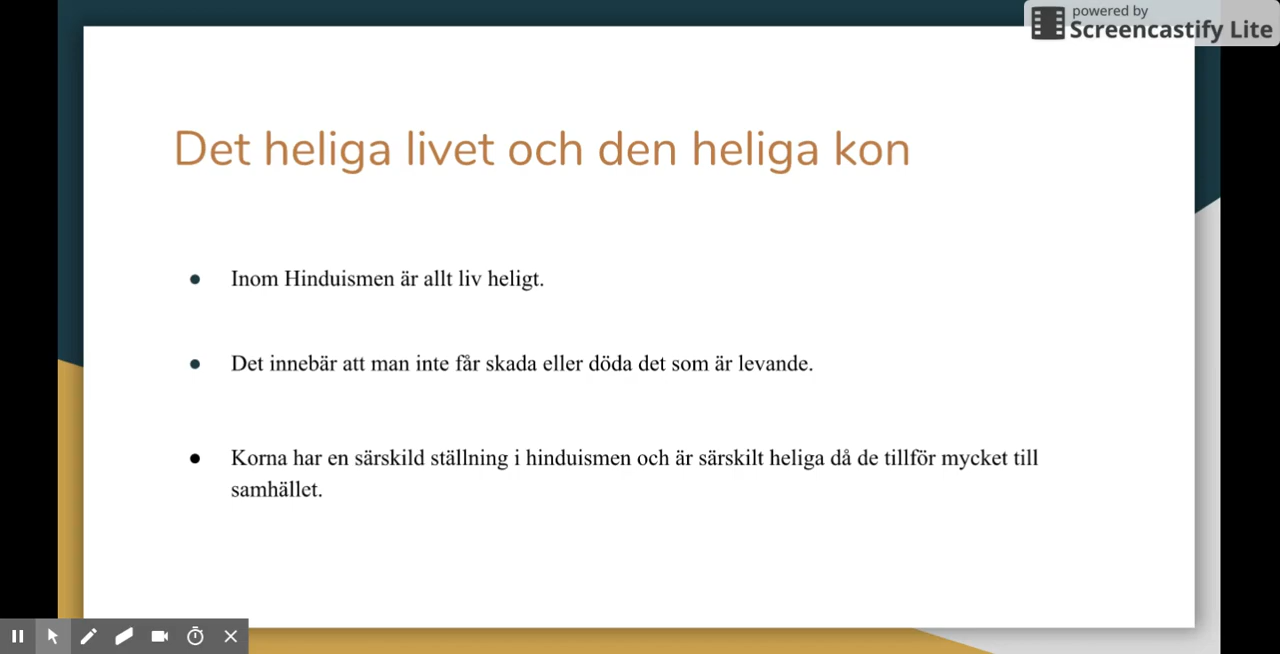 powered by
Screencastify Lite
Det heliga livet och den heliga kon
Inom Hinduismen är allt liv heligt.
Det innebär att man inte får skada eller döda det som är levande.
Korna har en särskild ställning i hinduismen och är särskilt heliga då de tillför mycket till
samhället.